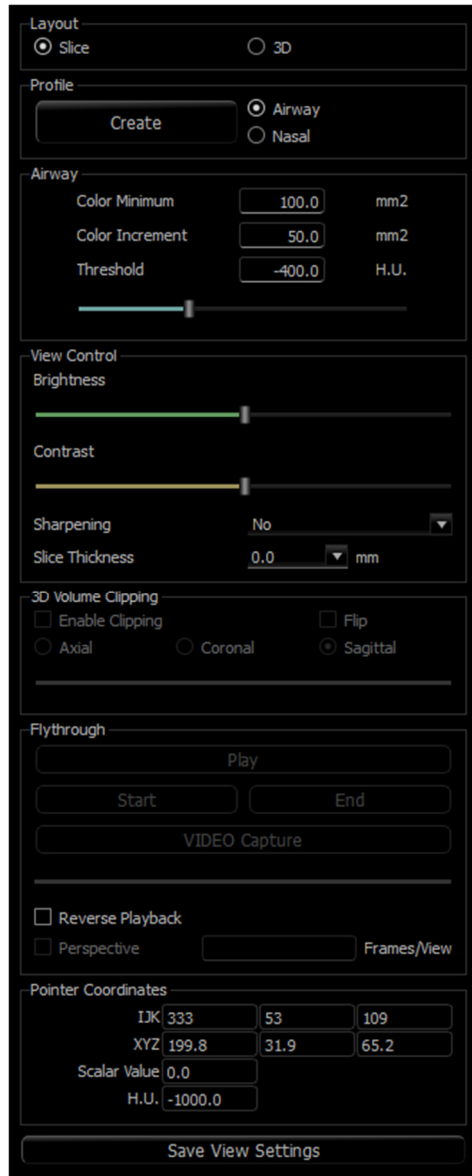 Layout
Slice 3D
Profile
Create
Airway
Nasal
Airway
Color Minimum 100.0 mm2
Color Increment 50.0 mm2
Threshold -400.0 H.U.
View Control
Brightness
Contrast
Sharpening No
Slice Thickness 0.0 mm
3D Volume Clipping
Enable Clipping Flip
Axial Coronal Sagittal
Flythrough
Play
Start End
VIDEO Capture
Reverse Playback
Perspective Frames/View
Pointer Coordinates
IJK 333 53 109
XYZ 199.8 31.9 65.2
Scalar Value 0.0
H.U. -1000.0
Save View Settings